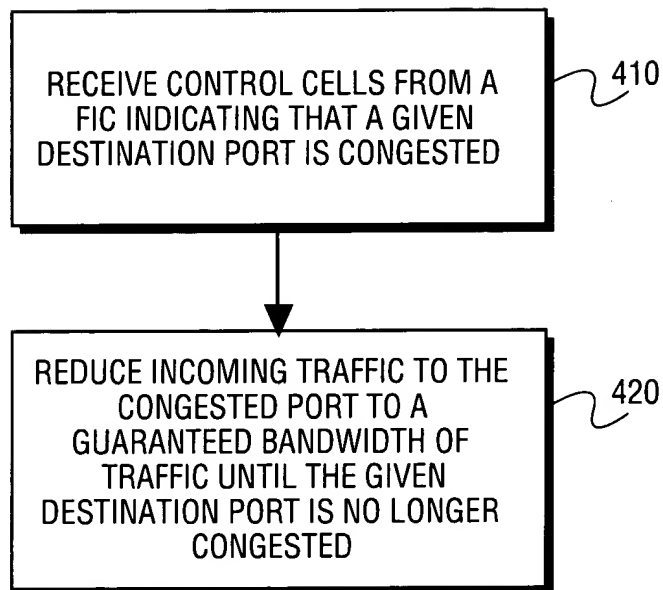 RECEIVE CONTROL CELLS FROM A
FIC INDICATING THAT A GIVEN
DESTINATION PORT IS CONGESTED
410
REDUCE INCOMING TRAFFIC TO THE
CONGESTED PORT TO A
GUARANTEED BANDWIDTH OF
TRAFFIC UNTIL THE GIVEN
DESTINATION PORT IS NO LONGER
CONGESTED
420